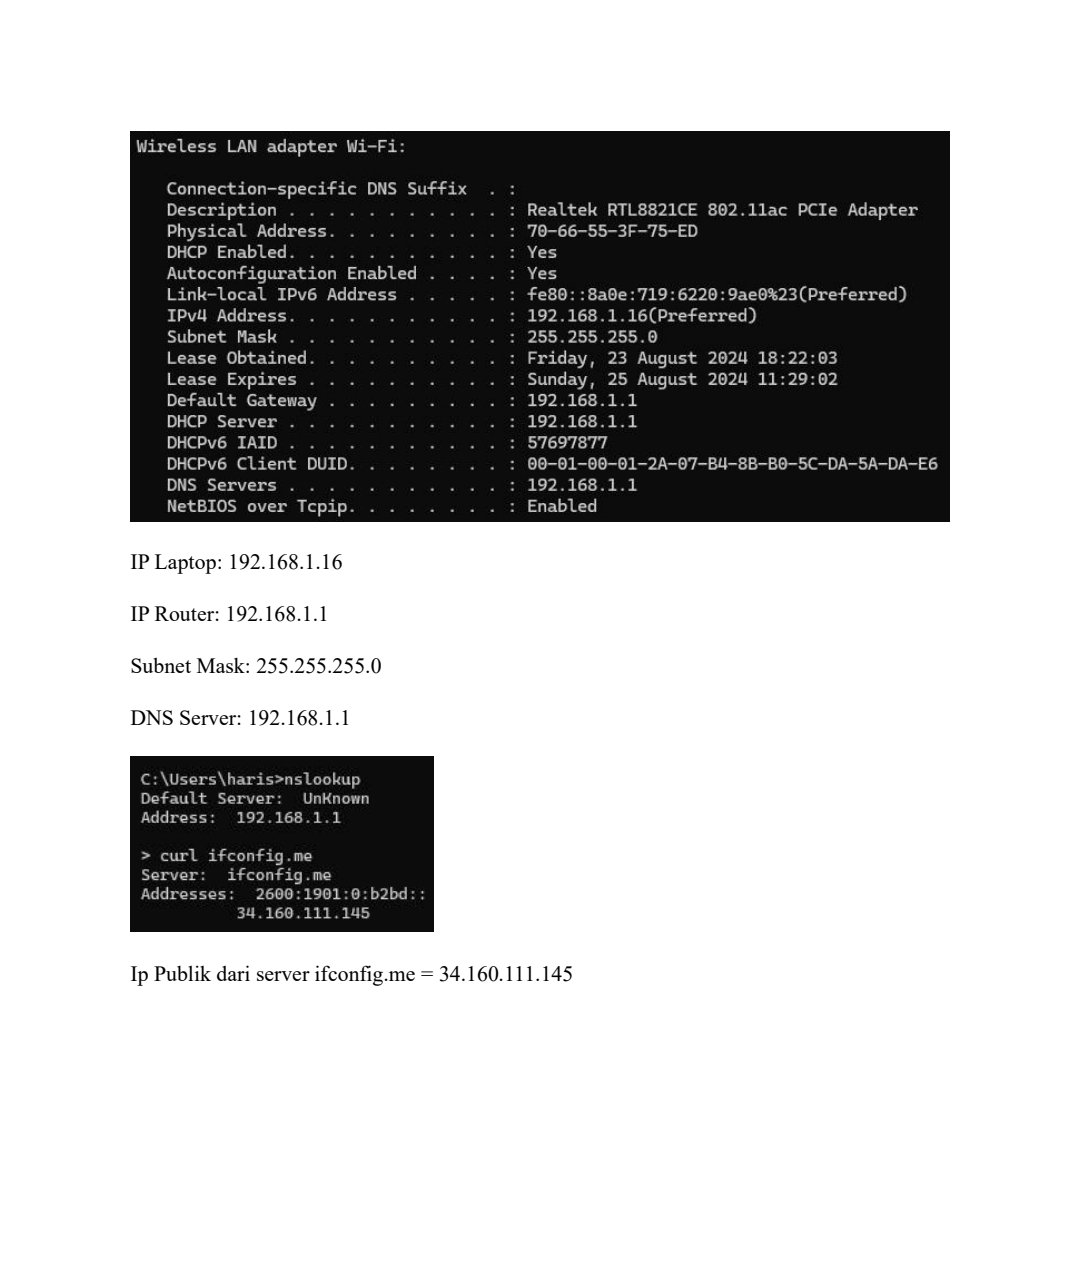 Wireless LAN adapter Wi-Fi:
Connection-specific DNS Suffix  . :
Description . . . . . . . . . . . : Realtek RTL8821CE 802.11ac PCIe Adapter
Physical Address. . . . . . . . . : 70-66-55-3F-75-ED
DHCP Enabled. . . . . . . . . . . : Yes
Autoconfiguration Enabled . . . . : Yes
Link-local IPv6 Address . . . . . : fe80::8a0e:719:6220:9ae0%23(Preferred)
IPv4 Address. . . . . . . . . . . : 192.168.1.16(Preferred)
Subnet Mask . . . . . . . . . . . : 255.255.255.0
Lease Obtained. . . . . . . . . . : Friday, 23 August 2024 18:22:03
Lease Expires . . . . . . . . . . : Sunday, 25 August 2024 11:29:02
Default Gateway . . . . . . . . . : 192.168.1.1
DHCP Server . . . . . . . . . . . : 192.168.1.1
DHCPv6 IAID . . . . . . . . . . . : 57697877
DHCPv6 Client DUID. . . . . . . . : 00-01-00-01-2A-07-B4-8B-B0-5C-DA-5A-DA-E6
DNS Servers . . . . . . . . . . . : 192.168.1.1
NetBIOS over Tcpip. . . . . . . . : Enabled
IP Laptop: 192.168.1.16
IP Router: 192.168.1.1
Subnet Mask: 255.255.255.0
DNS Server: 192.168.1.1
C:\Users\haris>nslookup
Default Server:  UnKnown
Address:  192.168.1.1
> curl ifconfig.me
Server:  ifconfig.me
Addresses:  2600:1901:0:b2bd::
34.160.111.145
Ip Publik dari server ifconfig.me = 34.160.111.145